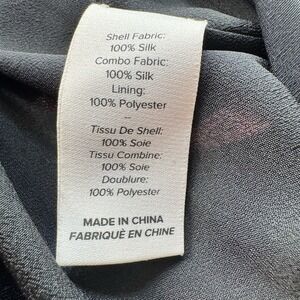 Shell Fabric:
100% Silk
Combo Fabric:
100% Silk
Lining:
100% Polyester
--
Tissu De Shell:
100% Soie
Tissu Combine:
100% Soie
Doublure:
100% Polyester
MADE IN CHINA
FABRIQUÈ EN CHINE